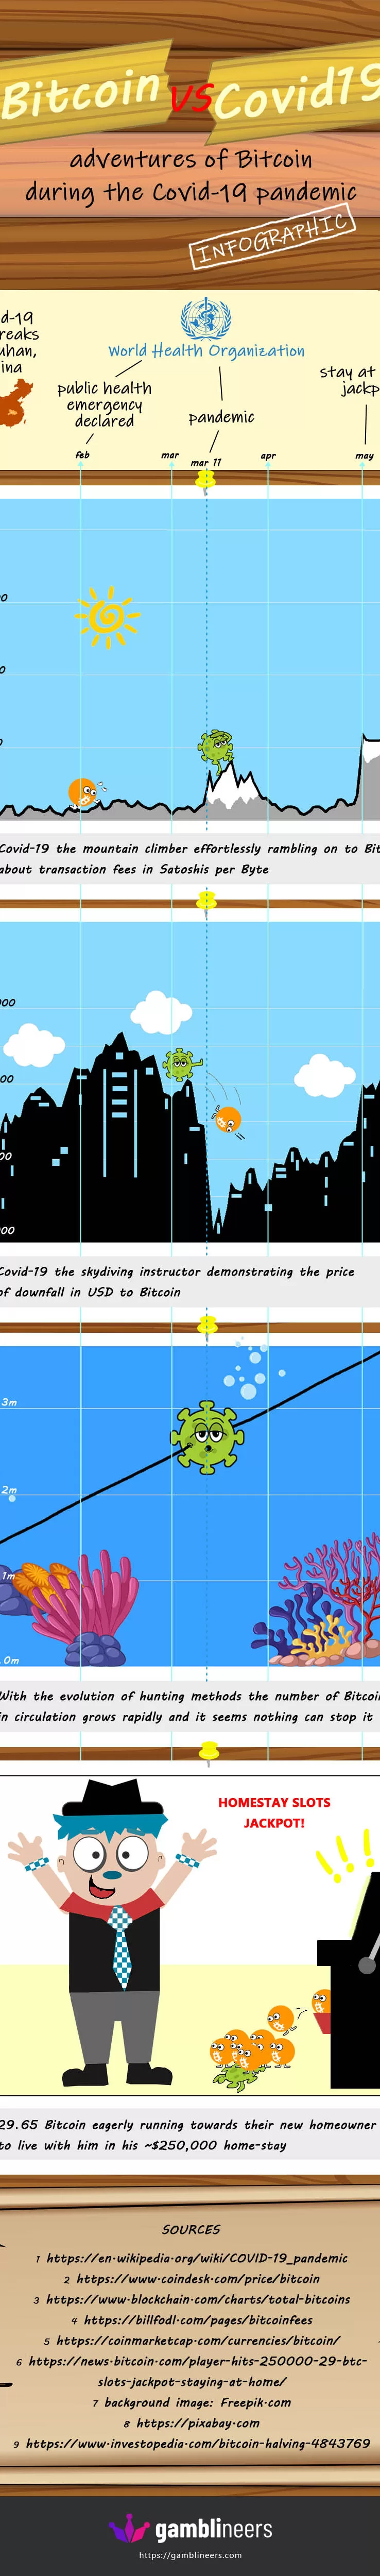 Bitcoin VS Covid19
adventures of Bitcoin
during the Covid-19 pandemic
INFOGRAPHIC
d-19
reaks
uhan,
ina
World Health Organization
public health
emergency
declared
pandemic
stay at
jackp
feb
mar
mar 11
apr
may
Covid-19 the mountain climber effortlessly rambling on to Bit
about transaction fees in Satoshis per Byte
000
000
000
000
Covid-19 the skydiving instructor demonstrating the price
of downfall in USD to Bitcoin
3m
2m
1m
0m
With the evolution of hunting methods the number of Bitcoin
in circulation grows rapidly and it seems nothing can stop it
HOMESTAY SLOTS
JACKPOT!
29.65 Bitcoin eagerly running towards their new homeowner
to live with him in his ~$250,000 home-stay
SOURCES
1 https://en.wikipedia.org/wiki/COVID-19_pandemic
2 https://www.coindesk.com/price/bitcoin
3 https://www.blockchain.com/charts/total-bitcoins
4 https://billfodl.com/pages/bitcoinfees
5 https://coinmarketcap.com/currencies/bitcoin/
6 https://news.bitcoin.com/player-hits-250000-29-btc-
slots-jackpot-staying-at-home/
7 background image: Freepik.com
8 https://pixabay.com
9 https://www.investopedia.com/bitcoin-halving-4843769
gamblineers
https://gamblineers.com